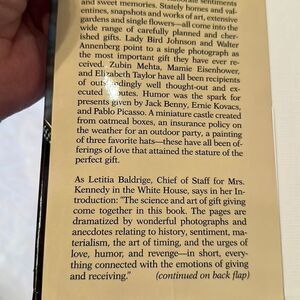 and sweet memories. Stately homes and val-
entines, snapshots and works of art, extensive
gardens and single flowers—all come into the
wide range of carefully planned and cher-
ished gifts. Lady Bird Johnson and Walter
Annenberg point to a single photograph as
the most important gift they have ever re-
ceived. Zubin Mehta, Mamie Eisenhower,
and Elizabeth Taylor have all been recipients
of outstandingly well thought-out and ex-
ecuted tributes. Humor was the spark for
presents given by Jack Benny, Ernie Kovacs,
and Pablo Picasso. A miniature castle created
from oatmeal boxes, an insurance policy on
the weather for an outdoor party, a painting
of three favorite hats—these have all been of-
ferings of love that attained the stature of the
perfect gift.
As Letitia Baldrige, Chief of Staff for Mrs.
Kennedy in the White House, says in her In-
troduction: "The science and art of gift giving
come together in this book. The pages are
dramatized by wonderful photographs and
anecdotes relating to history, sentiment, ma-
terialism, the art of timing, and the urges of
love, humor, and revenge—in short, every-
thing connected with the emotions of giving
and receiving." (continued on back flap)